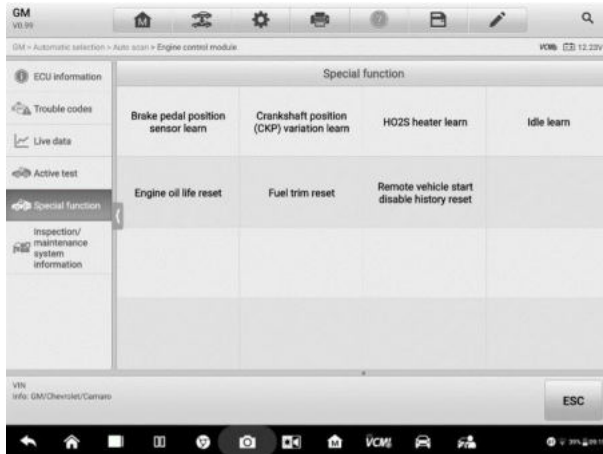 GM
V0.99
GM > Automatic selection > Auto scan > Engine control module
VCMI 12.23V
ECU information
Trouble codes
Live data
Active test
Special function
Inspection/
maintenance
system
information
Special function
Brake pedal position
sensor learn
Crankshaft position
(CKP) variation learn
HO2S heater learn
Idle learn
Engine oil life reset
Fuel trim reset
Remote vehicle start
disable history reset
VIN
Info: GM/Chevrolet/Camaro
ESC
VCMI
39%